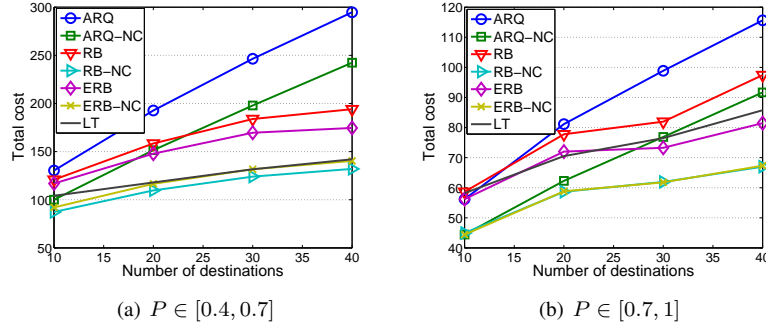 300
250
200
150
100
50
Total cost
ARQ
ARQ−NC
RB
RB−NC
ERB
ERB−NC
LT
10 15 20 25 30 35 40
Number of destinations
(a) P ∈ [0.4, 0.7]
120
110
100
90
80
70
60
50
40
Total cost
ARQ
ARQ−NC
RB
RB−NC
ERB
ERB−NC
LT
10 15 20 25 30 35 40
Number of destinations
(b) P ∈ [0.7, 1]